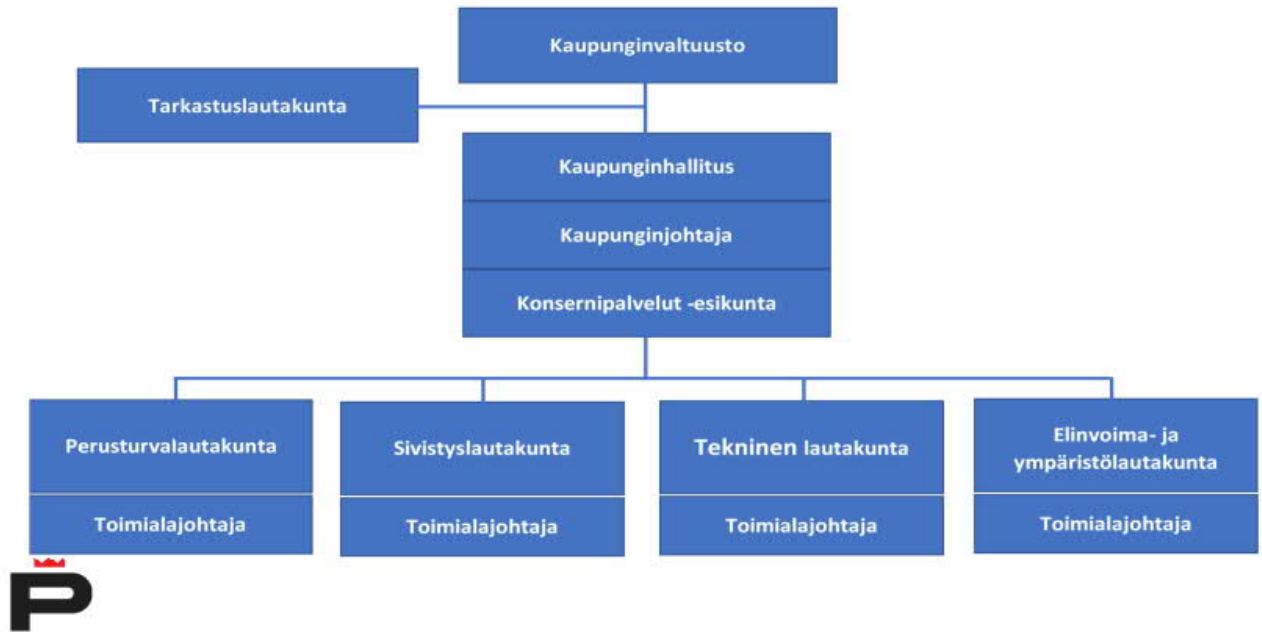 Kaupunginvaltuusto
Tarkastuslautakunta
Kaupunginhallitus
Kaupunginjohtaja
Konsernipalvelut -esikunta
Perusturvalautakunta
Toimialajohtaja
Sivistyslautakunta
Toimialajohtaja
Tekninen lautakunta
Toimialajohtaja
Elinvoima- ja
ympäristölautakunta
Toimialajohtaja
P